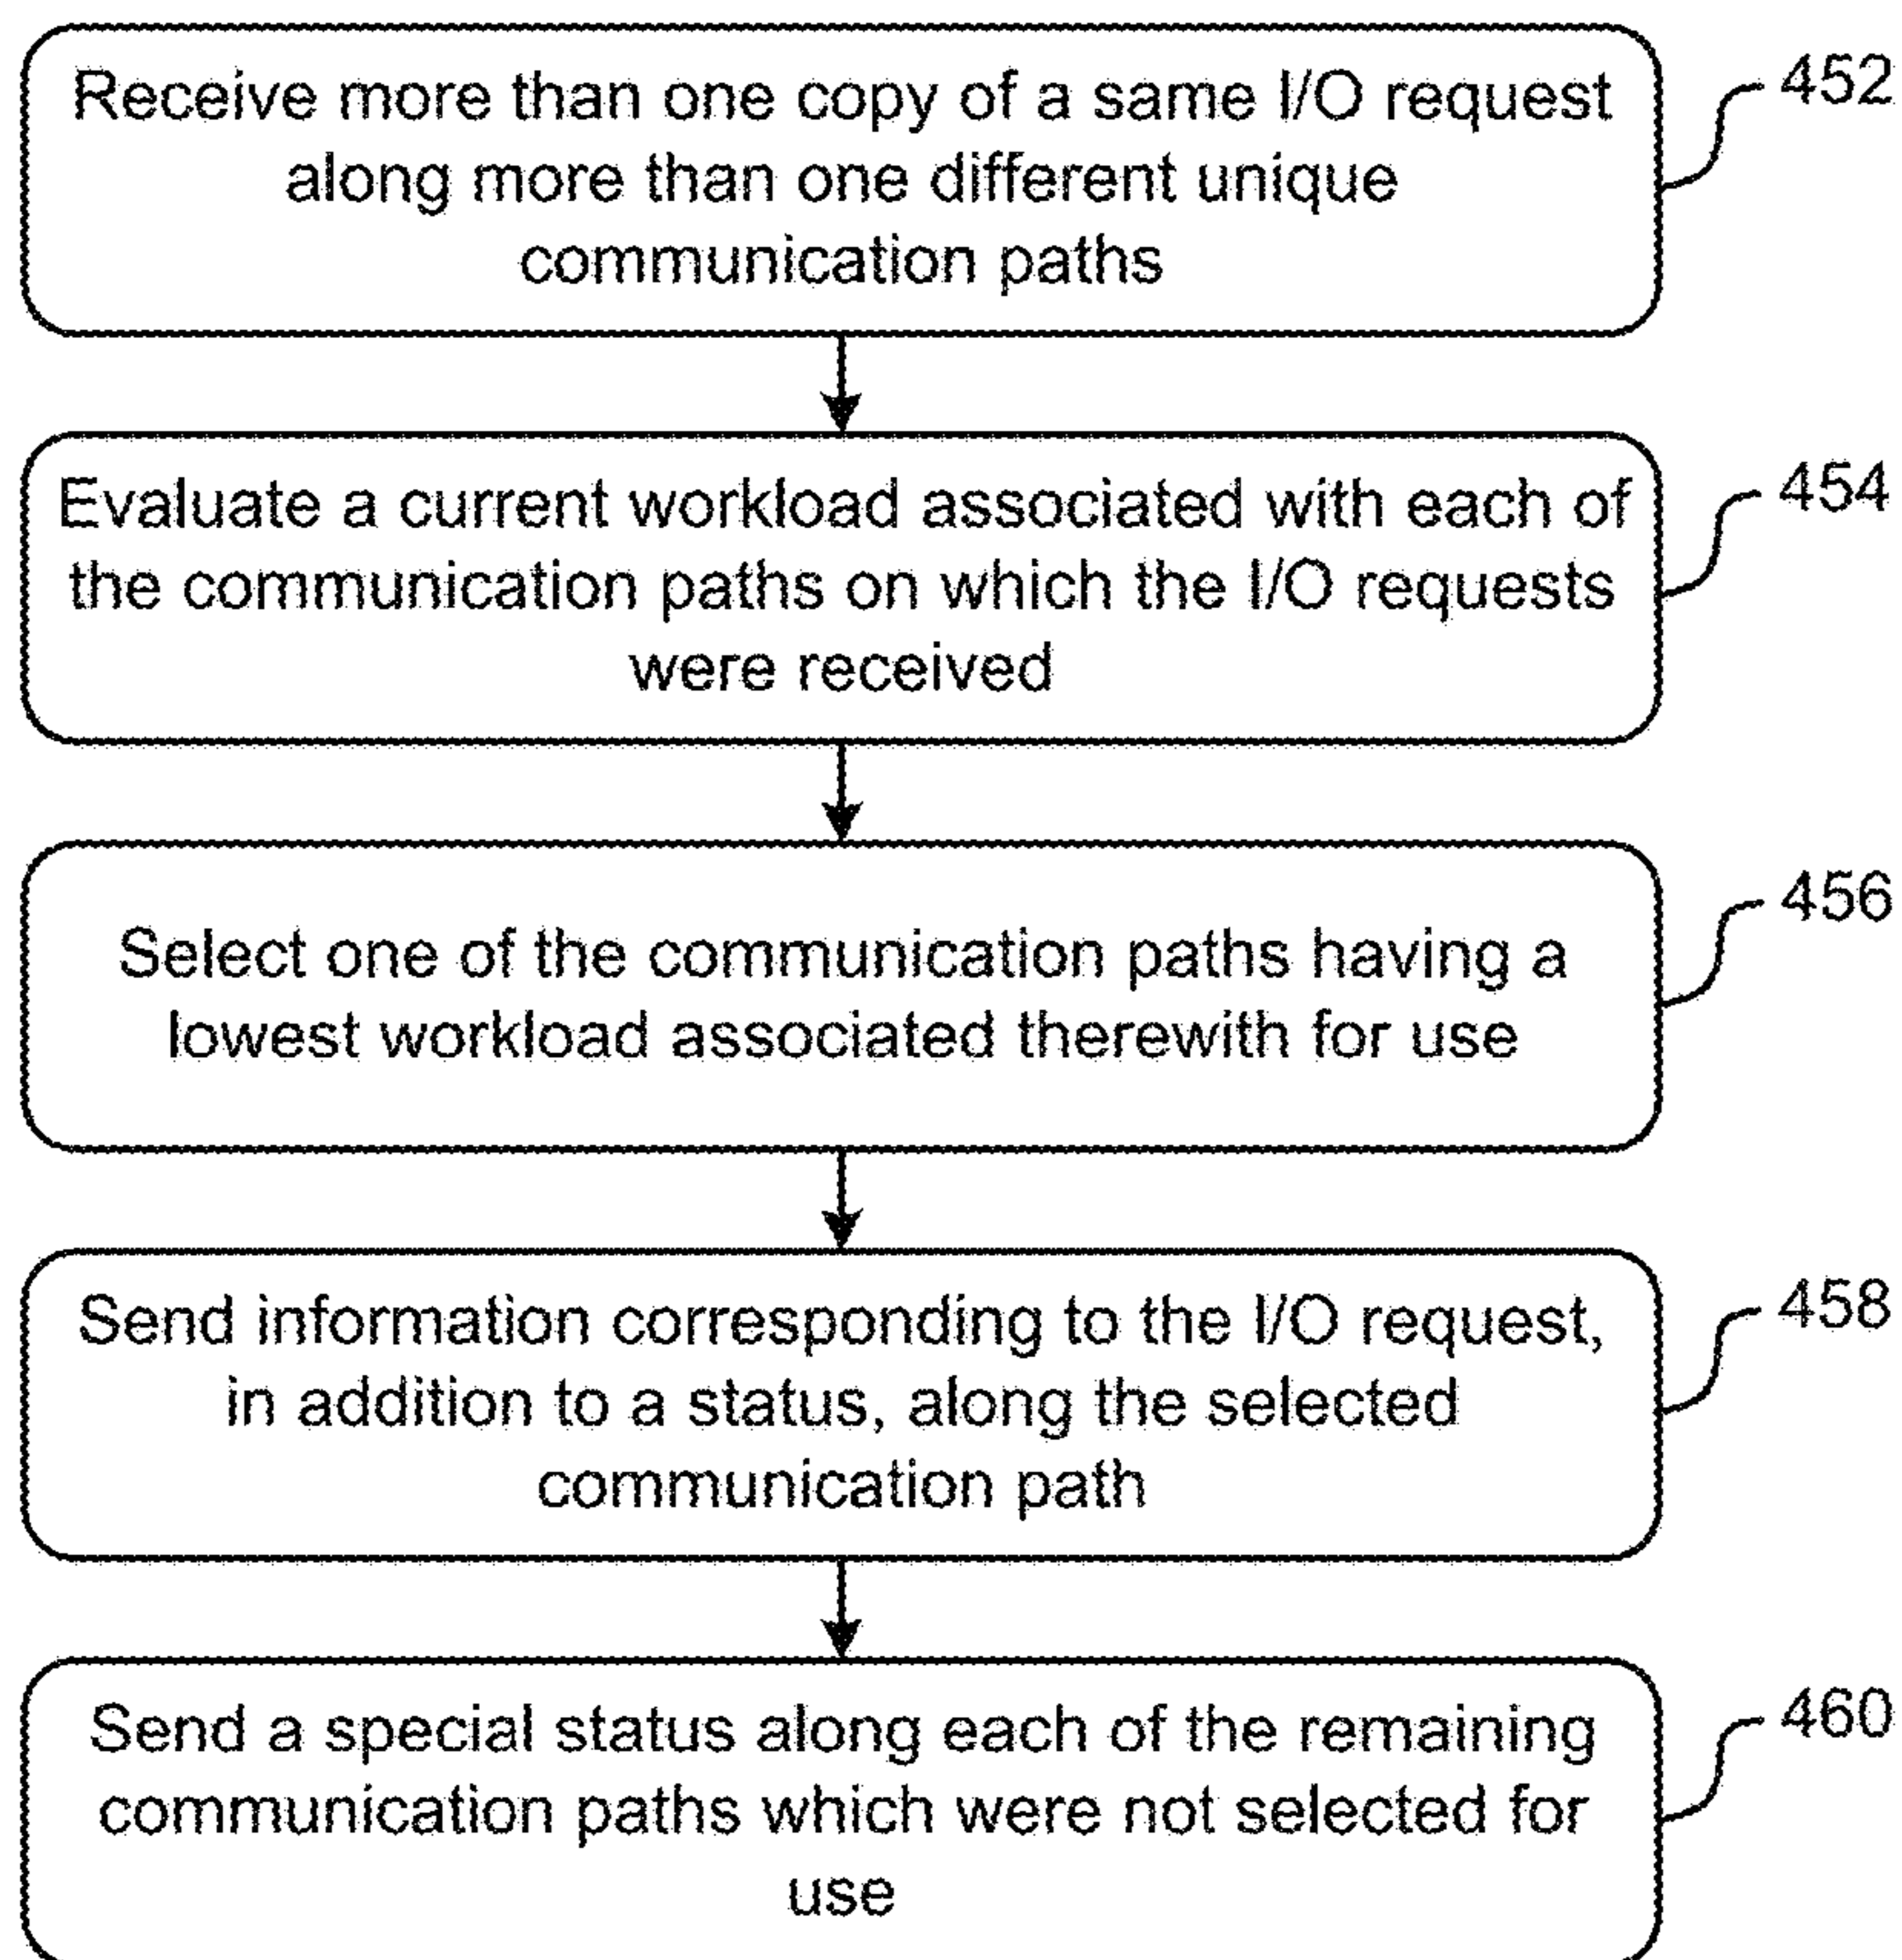 Receive more than one copy of a same I/O request
along more than one different unique
communication paths
452
Evaluate a current workload associated with each of
the communication paths on which the I/O requests
were received
454
Select one of the communication paths having a
lowest workload associated therewith for use
456
Send information corresponding to the I/O request,
in addition to a status, along the selected
communication path
458
Send a special status along each of the remaining
communication paths which were not selected for
use
460